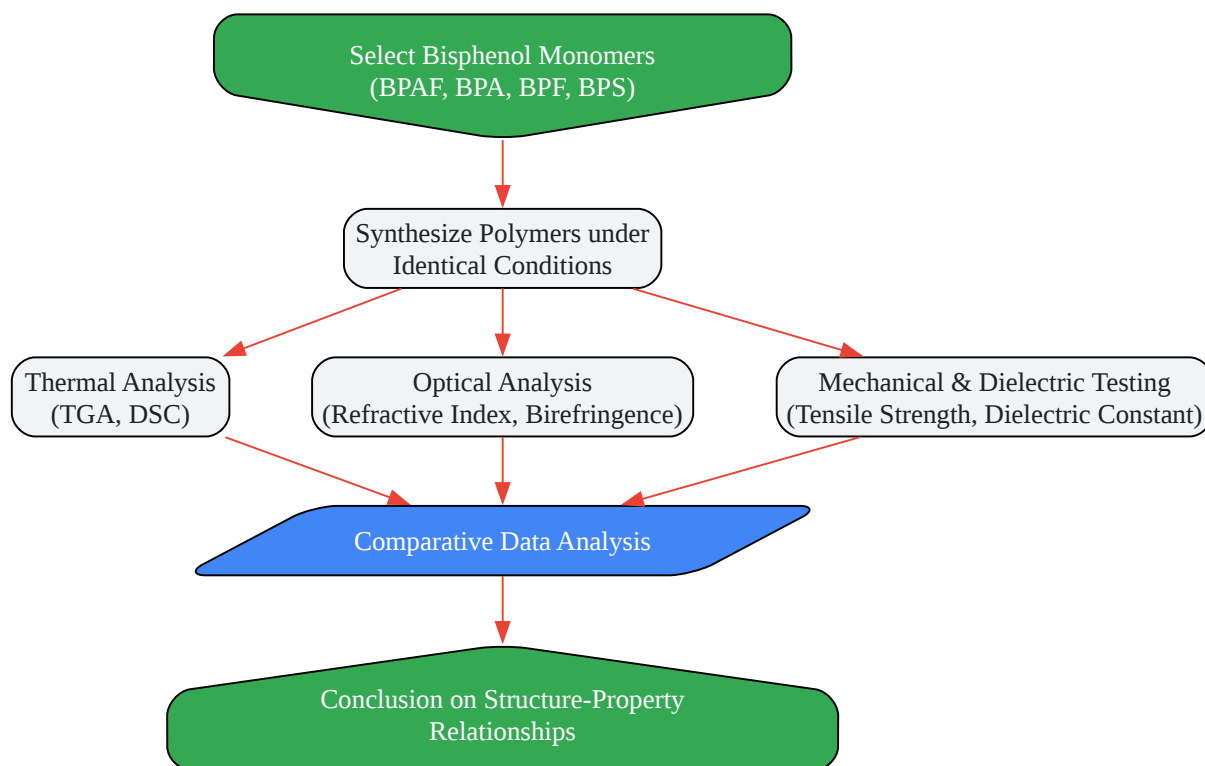 Select Bisphenol Monomers
(BPAF, BPA, BPF, BPS)
Synthesize Polymers under
Identical Conditions
Thermal Analysis
(TGA, DSC)
Optical Analysis
(Refractive Index, Birefringence)
Mechanical & Dielectric Testing
(Tensile Strength, Dielectric Constant)
Comparative Data Analysis
Conclusion on Structure-Property
Relationships